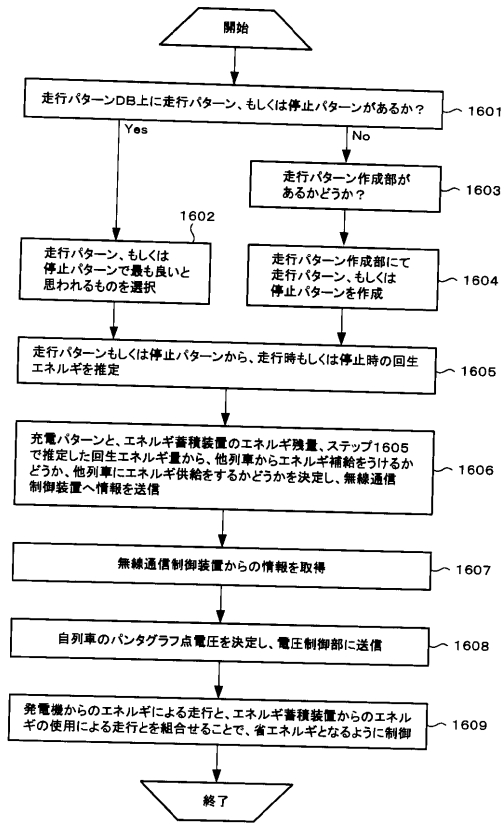 開始
走行パターンDB上に走行パターン、もしくは停止パターンがあるか？
1601
Yes
No
走行パターン作成部が
あるかどうか？
1603
1602
走行パターン、もしくは
停止パターンで最も良いと
思われるものを選択
走行パターン作成部にて
走行パターン、もしくは
停止パターンを作成
1604
走行パターンもしくは停止パターンから、走行時もしくは停止時の回生
エネルギを推定
1605
充電パターンと、エネルギ蓄積装置のエネルギ残量、ステップ1605
で推定した回生エネルギ量から、他列車からエネルギ補給をうけるか
どうか、他列車にエネルギ供給をするかどうかを決定し、無線通信
制御装置へ情報を送信
1606
無線通信制御装置からの情報を取得
1607
自列車のパンタグラフ点電圧を決定し、電圧制御部に送信
1608
発電機からのエネルギによる走行と、エネルギ蓄積装置からのエネル
ギの使用による走行とを組合せることで、省エネルギとなるように制御
1609
終了